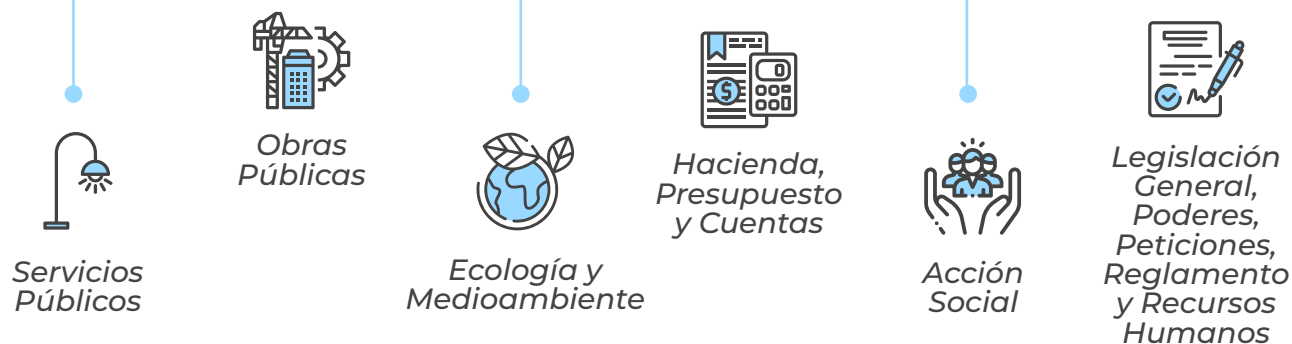 Servicios
Públicos
Obras
Públicas
Ecología y
Medioambiente
Hacienda,
Presupuesto
y Cuentas
$
Acción
Social
Legislación
General,
Poderes,
Peticiones,
Reglamento
y Recursos
Humanos